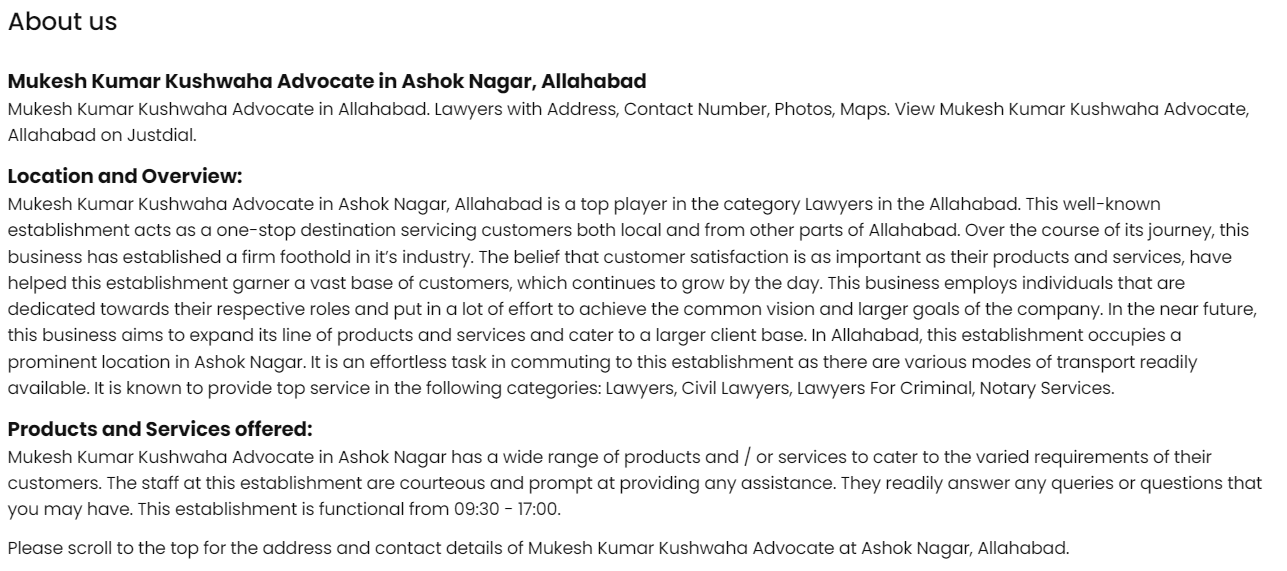 About us
Mukesh Kumar Kushwaha Advocate in Ashok Nagar, Allahabad
Mukesh Kumar Kushwaha Advocate in Allahabad. Lawyers with Address, Contact Number, Photos, Maps. View Mukesh Kumar Kushwaha Advocate,
Allahabad on Justdial.
Location and Overview:
Mukesh Kumar Kushwaha Advocate in Ashok Nagar, Allahabad is a top player in the category Lawyers in the Allahabad. This well-known
establishment acts as a one-stop destination servicing customers both local and from other parts of Allahabad. Over the course of its journey, this
business has established a firm foothold in it's industry. The belief that customer satisfaction is as important as their products and services, have
helped this establishment garner a vast base of customers, which continues to grow by the day. This business employs individuals that are
dedicated towards their respective roles and put in a lot of effort to achieve the common vision and larger goals of the company. In the near future,
this business aims to expand its line of products and services and cater to a larger client base. In Allahabad, this establishment occupies a
prominent location in Ashok Nagar. It is an effortless task in commuting to this establishment as there are various modes of transport readily
available. It is known to provide top service in the following categories: Lawyers, Civil Lawyers, Lawyers For Criminal, Notary Services.
Products and Services offered:
Mukesh Kumar Kushwaha Advocate in Ashok Nagar has a wide range of products and / or services to cater to the varied requirements of their
customers. The staff at this establishment are courteous and prompt at providing any assistance. They readily answer any queries or questions that
you may have. This establishment is functional from 09:30 - 17:00.
Please scroll to the top for the address and contact details of Mukesh Kumar Kushwaha Advocate at Ashok Nagar, Allahabad.